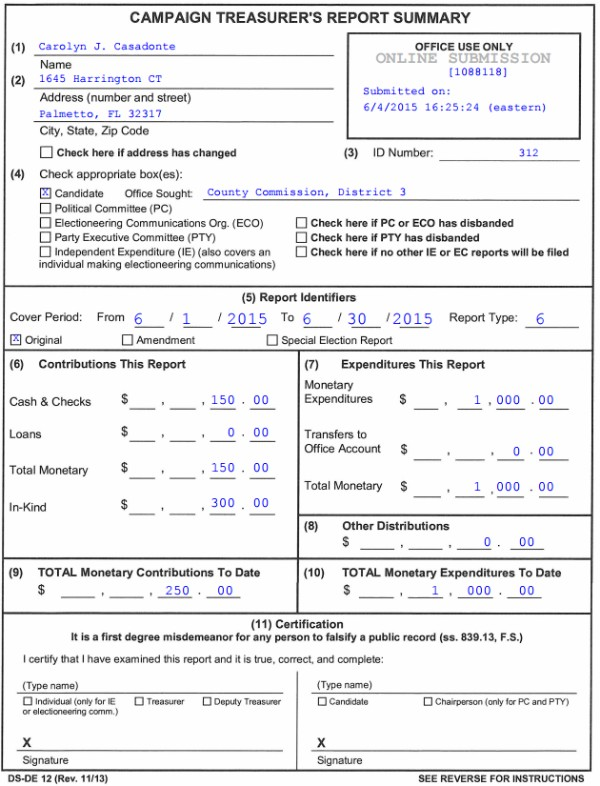 CAMPAIGN TREASURER'S REPORT SUMMARY
(1) Carolyn J. Casadonte
Name
(2) 1645 Harrington CT
Address (number and street)
Palmetto, FL 32317
City, State, Zip Code
OFFICE USE ONLY
ONLINE SUBMISSION
[1088118]
Submitted on:
6/4/2015 16:25:24 (eastern)
Check here if address has changed
(3) ID Number: 312
(4) Check appropriate box(es):
X Candidate Office Sought: County Commission, District 3
Political Committee (PC)
Electioneering Communications Org. (ECO) Check here if PC or ECO has disbanded
Party Executive Committee (PTY) Check here if PTY has disbanded
Independent Expenditure (IE) (also covers an Check here if no other IE or EC reports will be filed
individual making electioneering communications)
(5) Report Identifiers
Cover Period: From 6 / 1 / 2015 To 6 / 30 / 2015 Report Type: 6
X Original Amendment Special Election Report
(6) Contributions This Report
Cash & Checks $ , , 150 . 00
Loans $ , , 0 . 00
Total Monetary $ , , 150 . 00
In-Kind $ , , 300 . 00
(7) Expenditures This Report
Monetary
Expenditures $ , 1 , 000 . 00
Transfers to
Office Account $ , , 0 . 00
Total Monetary $ , 1 , 000 . 00
(8) Other Distributions
$ , , 0 . 00
(9) TOTAL Monetary Contributions To Date
$ , , 250 . 00
(10) TOTAL Monetary Expenditures To Date
$ , 1 , 000 . 00
(11) Certification
It is a first degree misdemeanor for any person to falsify a public record (ss. 839.13, F.S.)
I certify that I have examined this report and it is true, correct, and complete:
(Type name)
Individual (only for IE Treasurer Deputy Treasurer
or electioneering comm.)
X
Signature
(Type name)
Candidate Chairperson (only for PC and PTY)
X
Signature
DS-DE 12 (Rev. 11/13) SEE REVERSE FOR INSTRUCTIONS